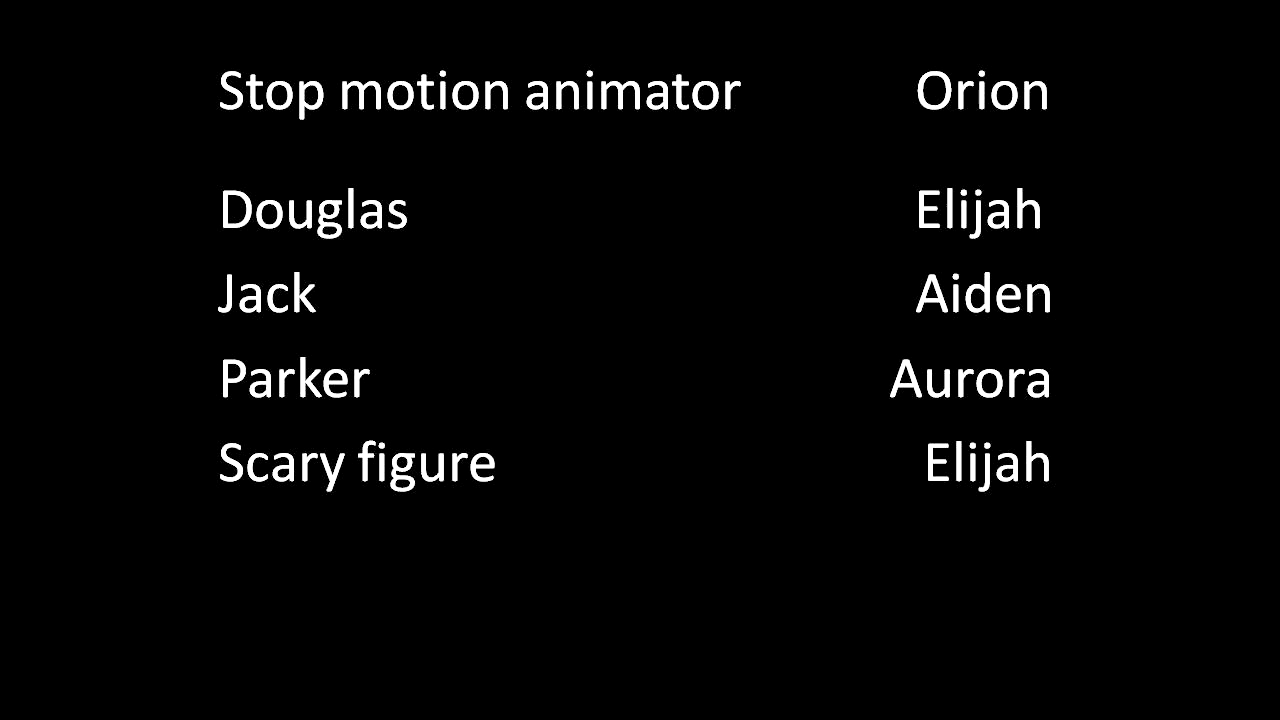 Stop motion animator Orion
Douglas Elijah
Jack Aiden
Parker Aurora
Scary figure Elijah